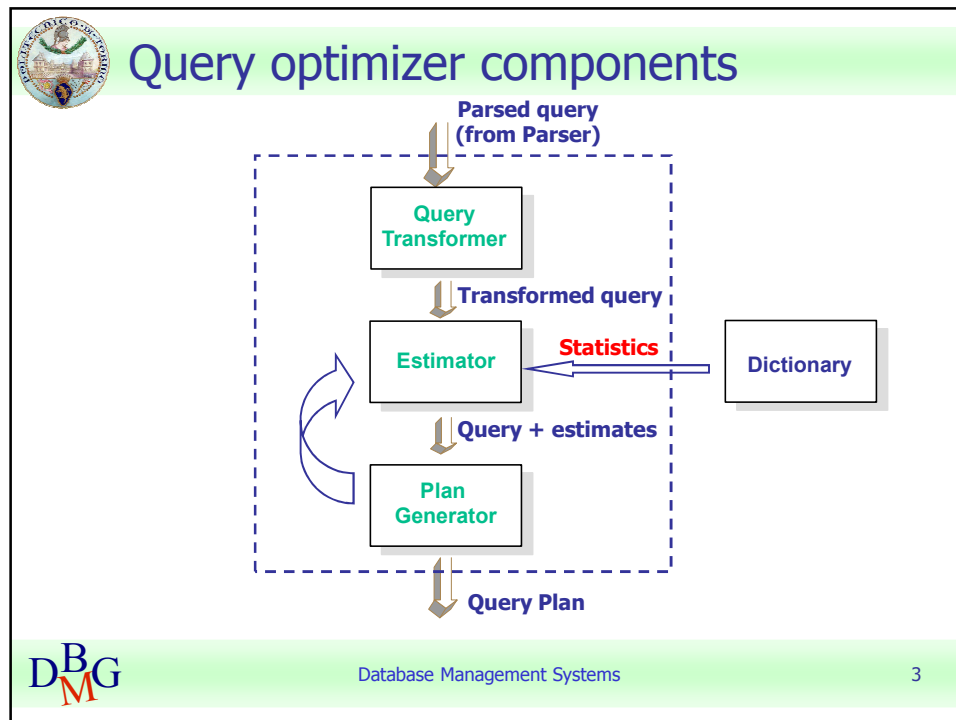 Query optimizer components
Parsed query
(from Parser)
Query
Transformer
Transformed query
Estimator
Statistics
Dictionary
Query + estimates
Plan
Generator
Query Plan
DBMG
Database Management Systems
3